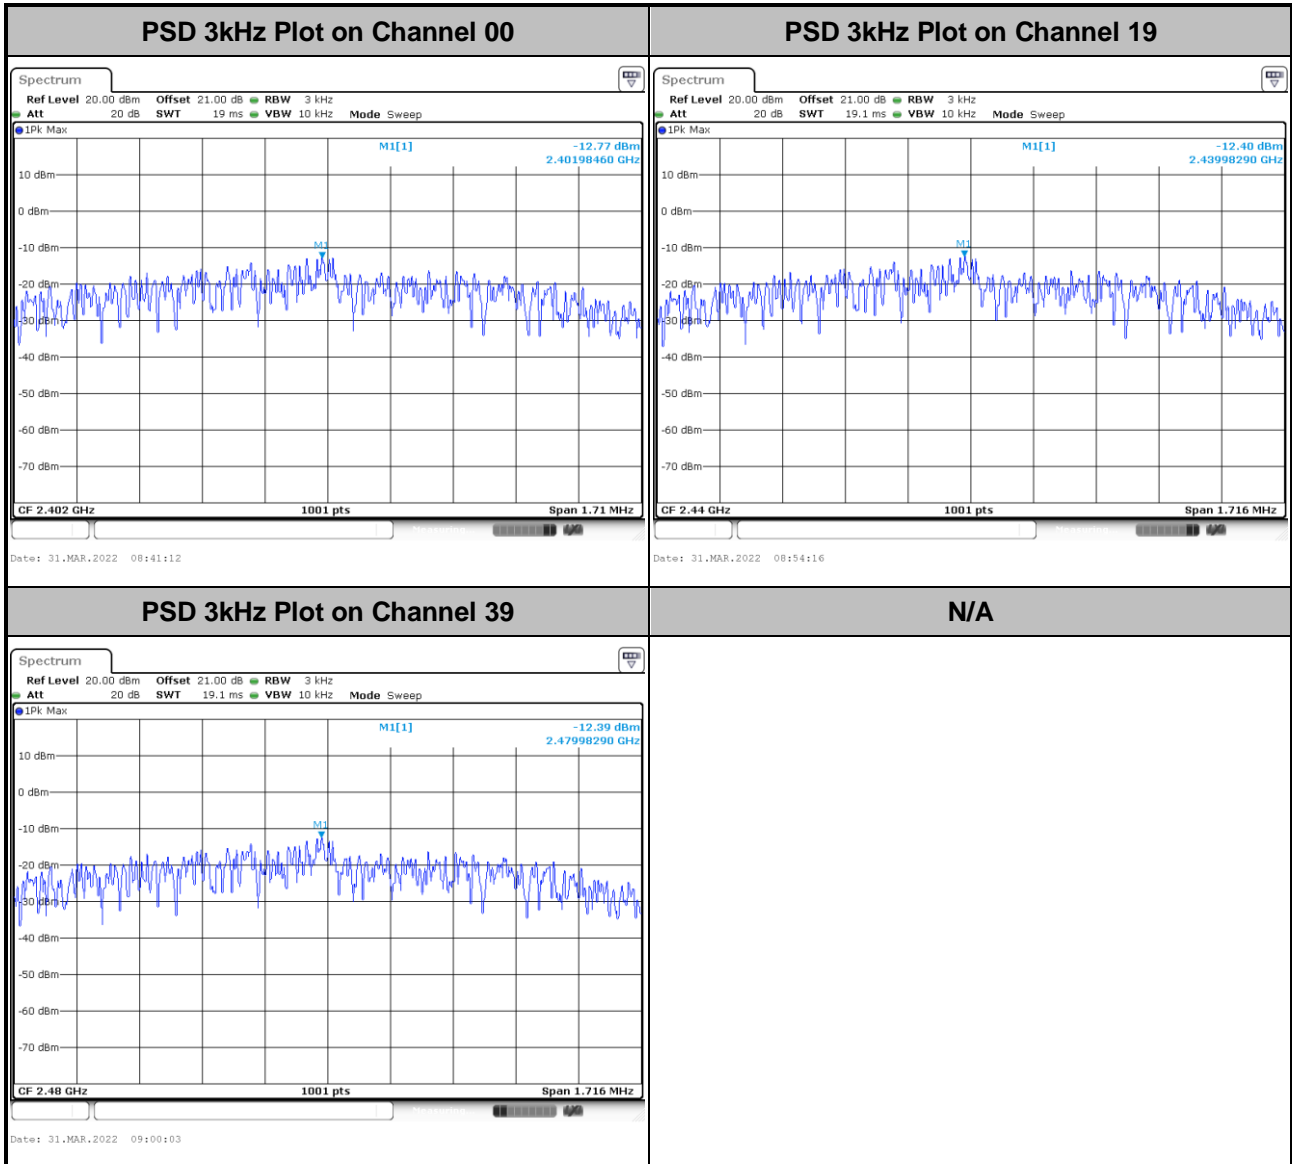 PSD 3kHz Plot on Channel 00
PSD 3kHz Plot on Channel 19
Spectrum
Ref Level 20.00 dBm Offset 21.00 dB RBW 3 kHz
Att 20 dB SWT 19 ms VBW 10 kHz Mode Sweep
1Pk Max
M1[1] -12.77 dBm
2.40198460 GHz
10 dBm
0 dBm
M1
-10 dBm
-20 dBm
-30 dBm
-40 dBm
-50 dBm
-60 dBm
-70 dBm
CF 2.402 GHz 1001 pts Span 1.71 MHz
Measuring
Date: 31.MAR.2022 08:41:12
Spectrum
Ref Level 20.00 dBm Offset 21.00 dB RBW 3 kHz
Att 20 dB SWT 19.1 ms VBW 10 kHz Mode Sweep
1Pk Max
M1[1] -12.40 dBm
2.43998290 GHz
10 dBm
0 dBm
M1
-10 dBm
-20 dBm
-30 dBm
-40 dBm
-50 dBm
-60 dBm
-70 dBm
CF 2.44 GHz 1001 pts Span 1.716 MHz
Measuring
Date: 31.MAR.2022 08:54:16
PSD 3kHz Plot on Channel 39
N/A
Spectrum
Ref Level 20.00 dBm Offset 21.00 dB RBW 3 kHz
Att 20 dB SWT 19.1 ms VBW 10 kHz Mode Sweep
1Pk Max
M1[1] -12.39 dBm
2.47998290 GHz
10 dBm
0 dBm
M1
-10 dBm
-20 dBm
-30 dBm
-40 dBm
-50 dBm
-60 dBm
-70 dBm
CF 2.48 GHz 1001 pts Span 1.716 MHz
Measuring
Date: 31.MAR.2022 09:00:03